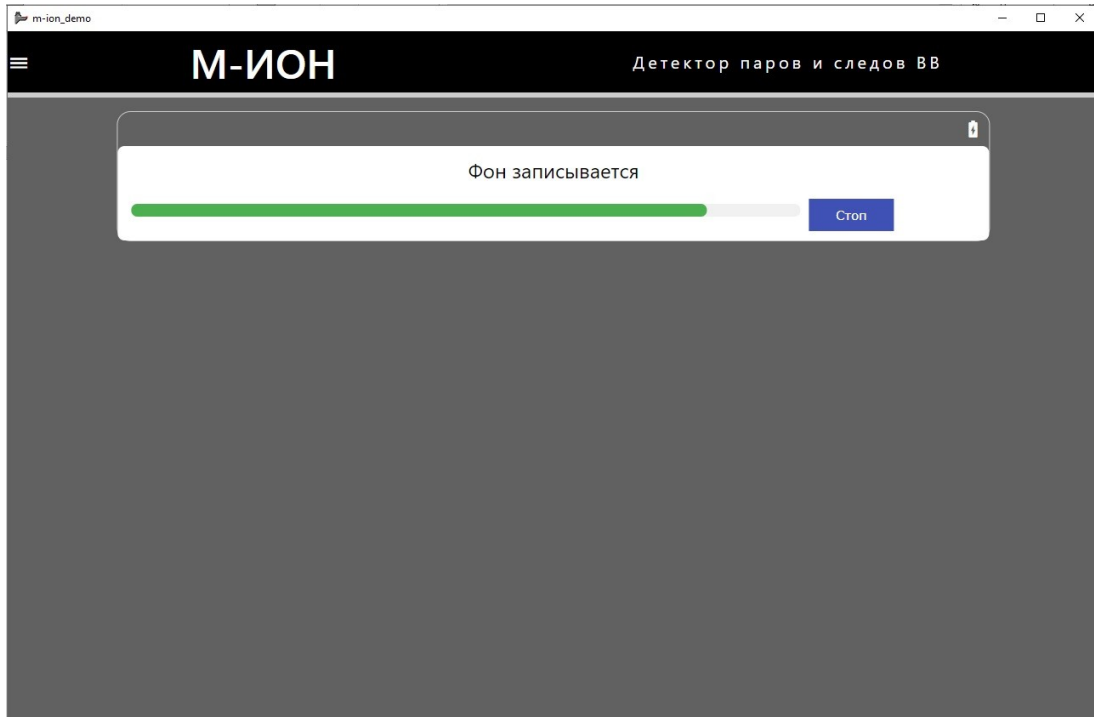 m-ion_demo
М-ИОН
Детектор паров и следов ВВ
Фон записывается
Стоп